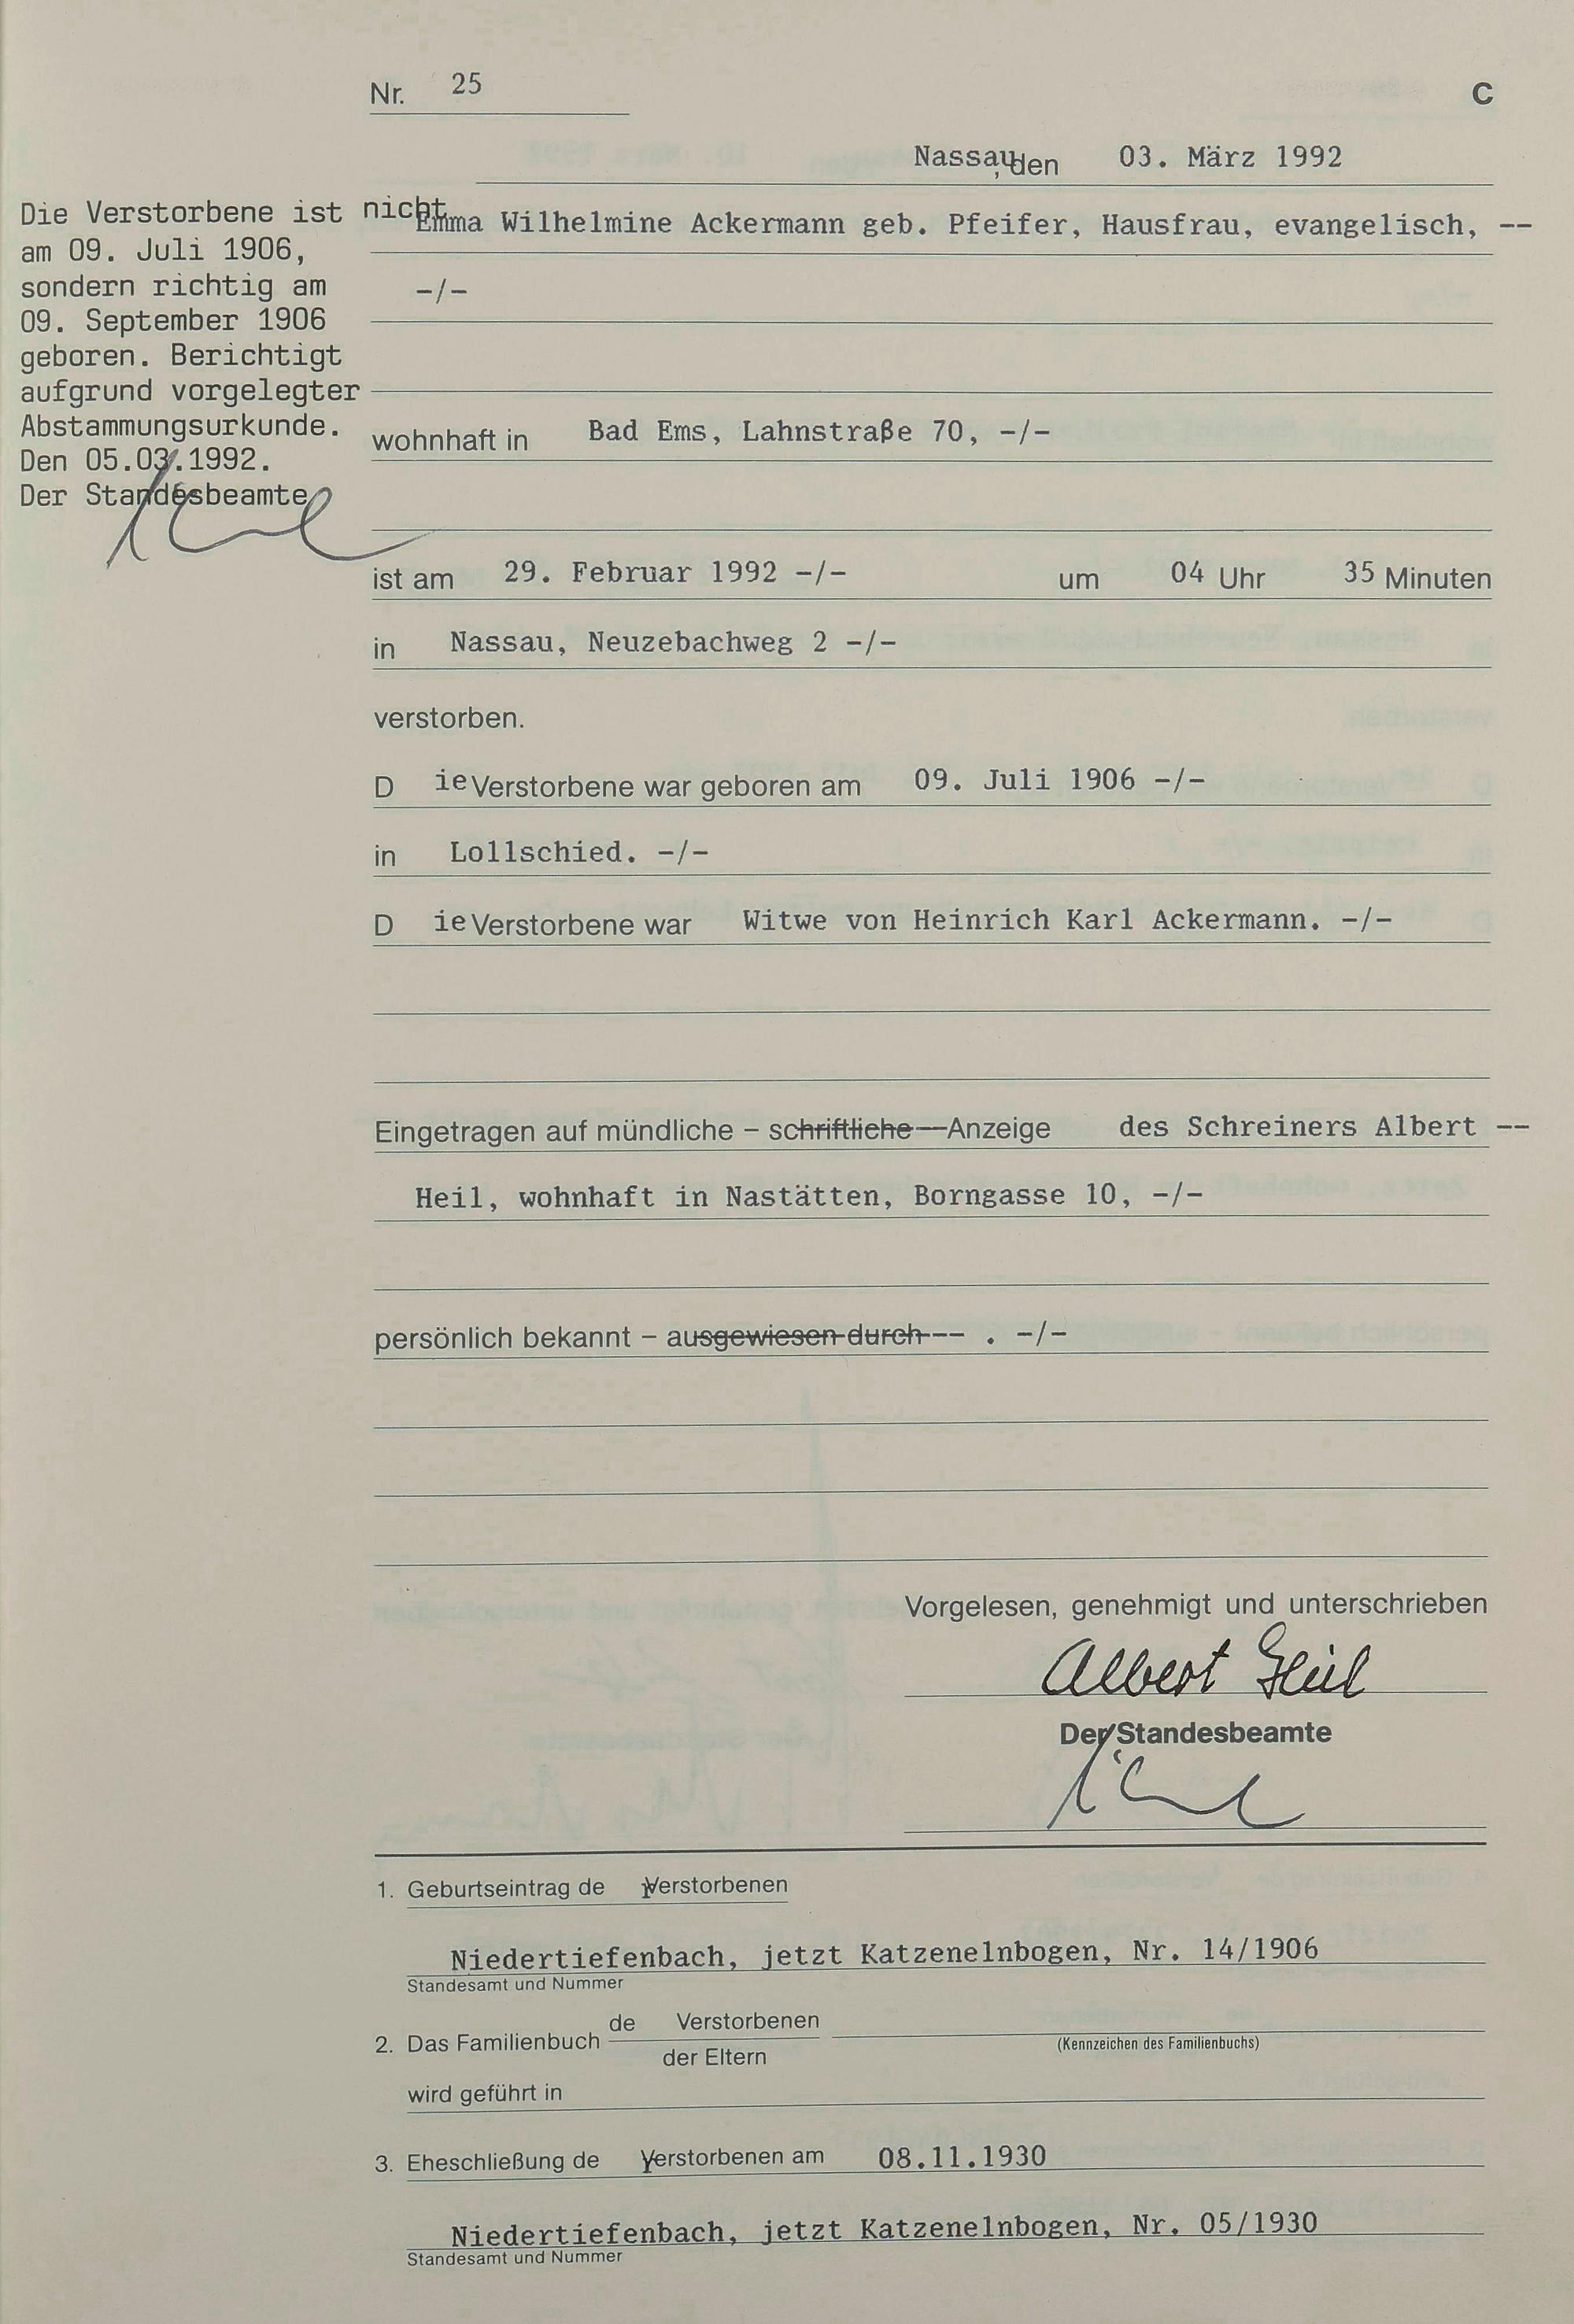 Nr. 25
C
Nassau, den 03. März 1992
Die Verstorbene ist nicht
am 09. Juli 1906,
sondern richtig am
09. September 1906
geboren. Berichtigt
aufgrund vorgelegter
Abstammungsurkunde.
Den 05.03.1992.
Der Standesbeamte
Emma Wilhelmine Ackermann geb. Pfeifer, Hausfrau, evangelisch, --
-/-
wohnhaft in Bad Ems, Lahnstraße 70, -/-
ist am 29. Februar 1992 -/- um 04 Uhr 35 Minuten
in Nassau, Neuzebachweg 2 -/-
verstorben.
D ie Verstorbene war geboren am 09. Juli 1906 -/-
in Lollschied. -/-
D ie Verstorbene war Witwe von Heinrich Karl Ackermann. -/-
Eingetragen auf mündliche – schriftliche – Anzeige des Schreiners Albert --
Heil, wohnhaft in Nastätten, Borngasse 10, -/-
persönlich bekannt – ausgewiesen durch -- . -/-
Vorgelesen, genehmigt und unterschrieben
Albert Heil
Der Standesbeamte
1. Geburtseintrag de r Verstorbenen
Niedertiefenbach, jetzt Katzenelnbogen, Nr. 14/1906
Standesamt und Nummer
2. Das Familienbuch de Verstorbenen
der Eltern
(Kennzeichen des Familienbuchs)
wird geführt in
3. Eheschließung de r Verstorbenen am 08.11.1930
Niedertiefenbach, jetzt Katzenelnbogen, Nr. 05/1930
Standesamt und Nummer